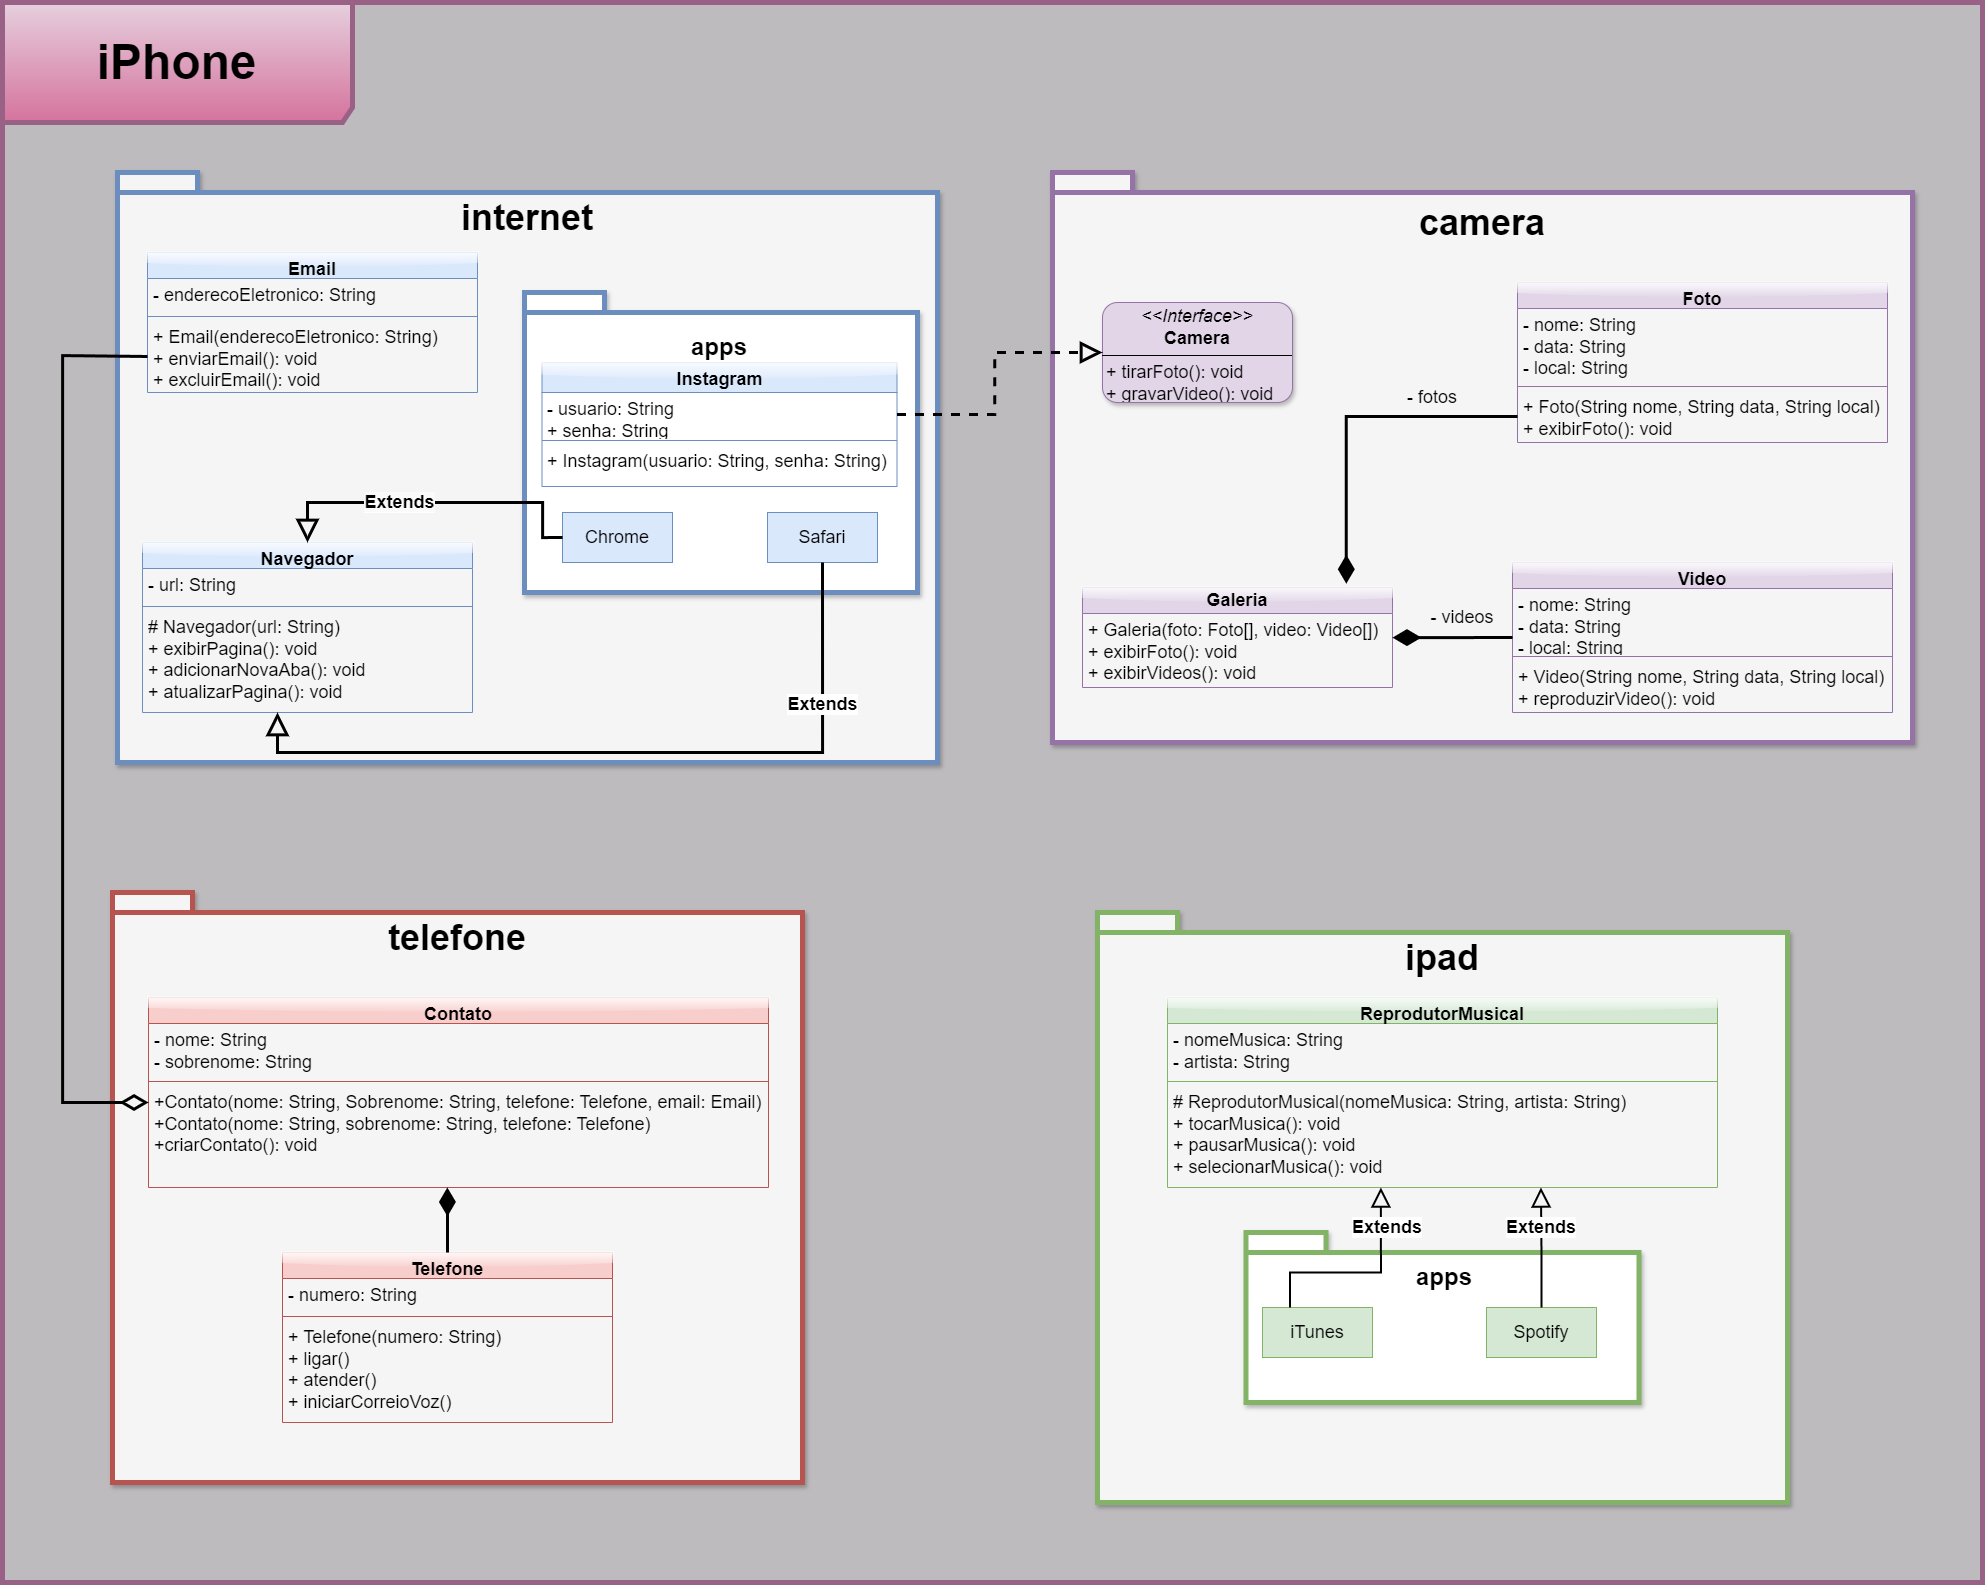 iPhone
internet
Email
- enderecoEletronico: String
+ Email(enderecoEletronico: String)
+ enviarEmail(): void
+ excluirEmail(): void
apps
Instagram
- usuario: String
+ senha: String
+ Instagram(usuario: String, senha: String)
Extends
Chrome
Safari
Navegador
- url: String
# Navegador(url: String)
+ exibirPagina(): void
+ adicionarNovaAba(): void
+ atualizarPagina(): void
Extends
camera
<<Interface>>
Camera
+ tirarFoto(): void
+ gravarVideo(): void
Foto
- nome: String
- data: String
- local: String
+ Foto(String nome, String data, String local)
+ exibirFoto(): void
- fotos
Galeria
+ Galeria(foto: Foto[], video: Video[])
+ exibirFoto(): void
+ exibirVideos(): void
- videos
Video
- nome: String
- data: String
- local: String
+ Video(String nome, String data, String local)
+ reproduzirVideo(): void
telefone
Contato
- nome: String
- sobrenome: String
+Contato(nome: String, Sobrenome: String, telefone: Telefone, email: Email)
+Contato(nome: String, sobrenome: String, telefone: Telefone)
+criarContato(): void
Telefone
- numero: String
+ Telefone(numero: String)
+ ligar()
+ atender()
+ iniciarCorreioVoz()
ipad
ReprodutorMusical
- nomeMusica: String
- artista: String
# ReprodutorMusical(nomeMusica: String, artista: String)
+ tocarMusica(): void
+ pausarMusica(): void
+ selecionarMusica(): void
Extends
Extends
apps
iTunes
Spotify